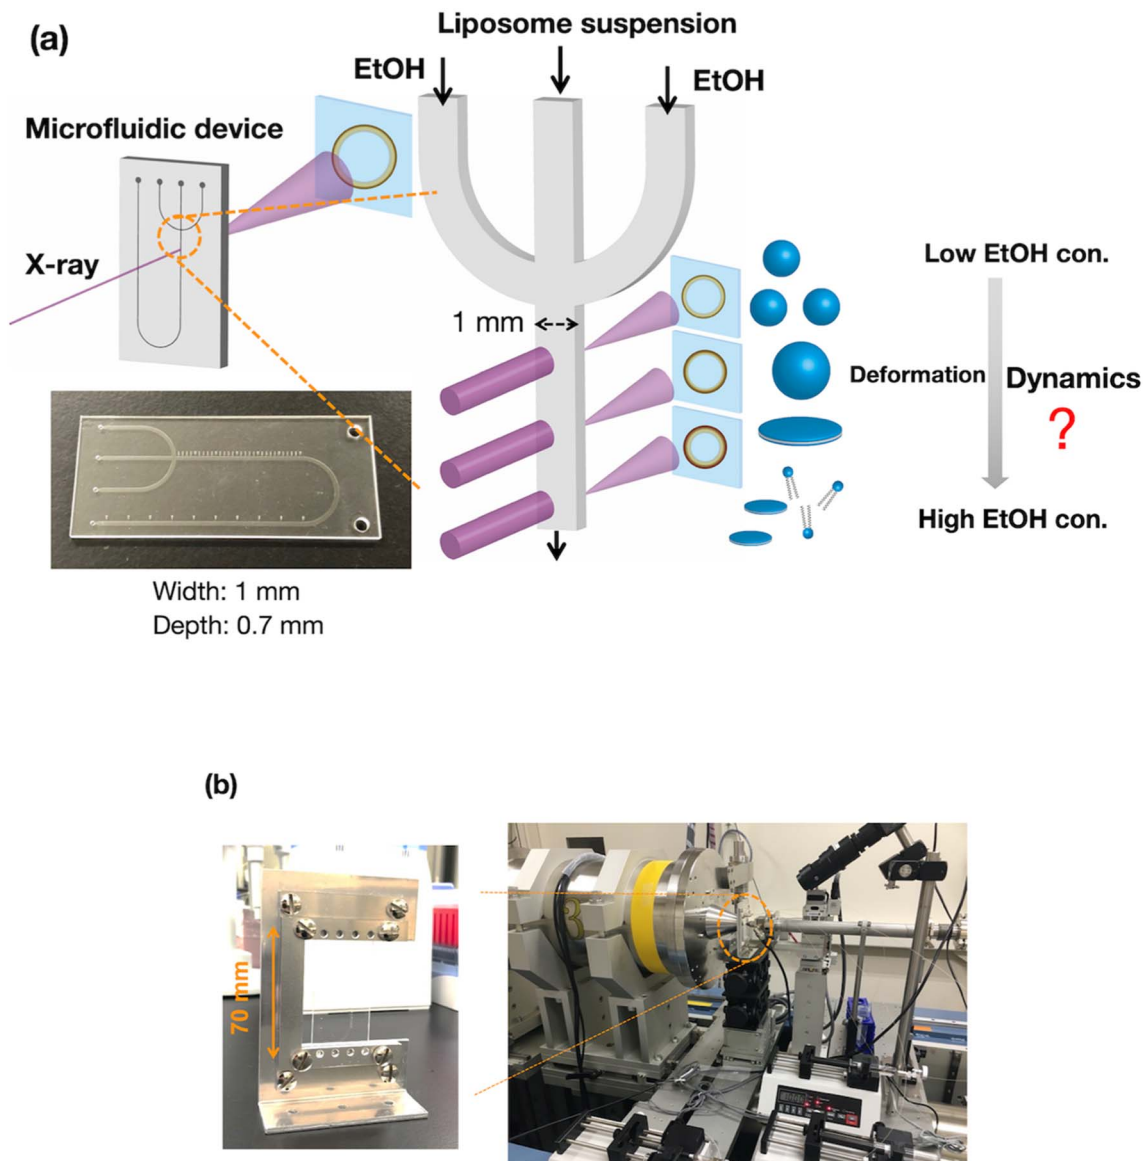 (a)
Liposome suspension
EtOH
EtOH
Microfluidic device
X-ray
1 mm
Low EtOH con.
Deformation
Dynamics
?
High EtOH con.
Width: 1 mm
Depth: 0.7 mm
(b)
70 mm
3